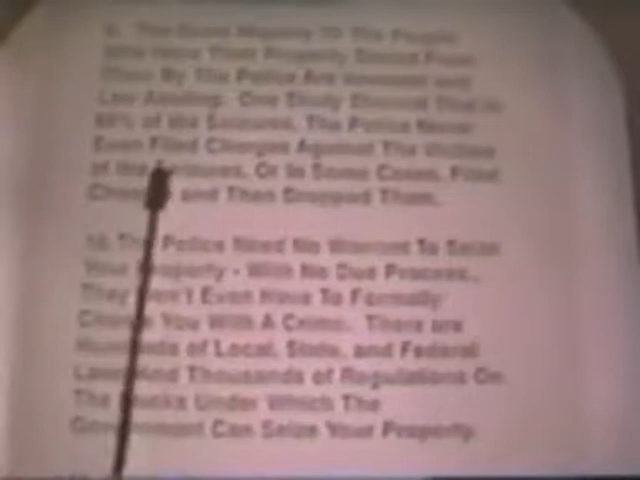 9. The Great Majority Of The People
Who Have Their Property Seized From
Them By The Police Are Innocent and
Law Abiding. One Study Showed That in
of the Seizures, The Police Never
Even Filed Charges Against The Victims
of the Seizures, Or In Some Cases, Filed
Charges and Then Dropped Them.
10. The Police Need No Warrant To Seize
Your Property - With No Due Process.
They Don't Even Have To Formally
Charge You With A Crime. There are
Hundreds of Local, State, and Federal
Laws And Thousands of Regulations On
The Books Under Which The
Government Can Seize Your Property.